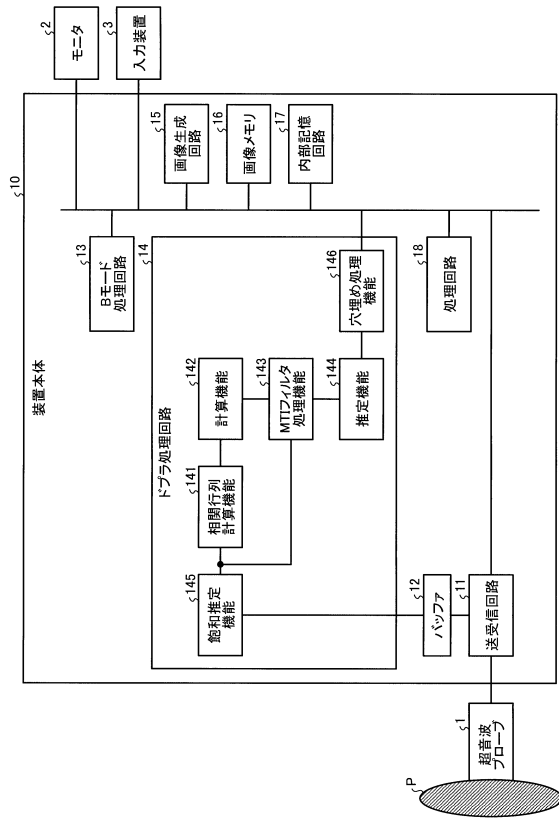 10
装置本体
2
モニタ
3
入力装置
13
Bモード
処理回路
15
画像生成
回路
16
画像メモリ
17
内部記憶
回路
14
ドプラ処理回路
145
飽和推定
機能
141
相関行列
計算機能
142
計算機能
143
MTIフィルタ
処理機能
144
推定機能
146
穴埋め処理
機能
18
処理回路
12
バッファ
11
送受信回路
1
超音波
プローブ
P